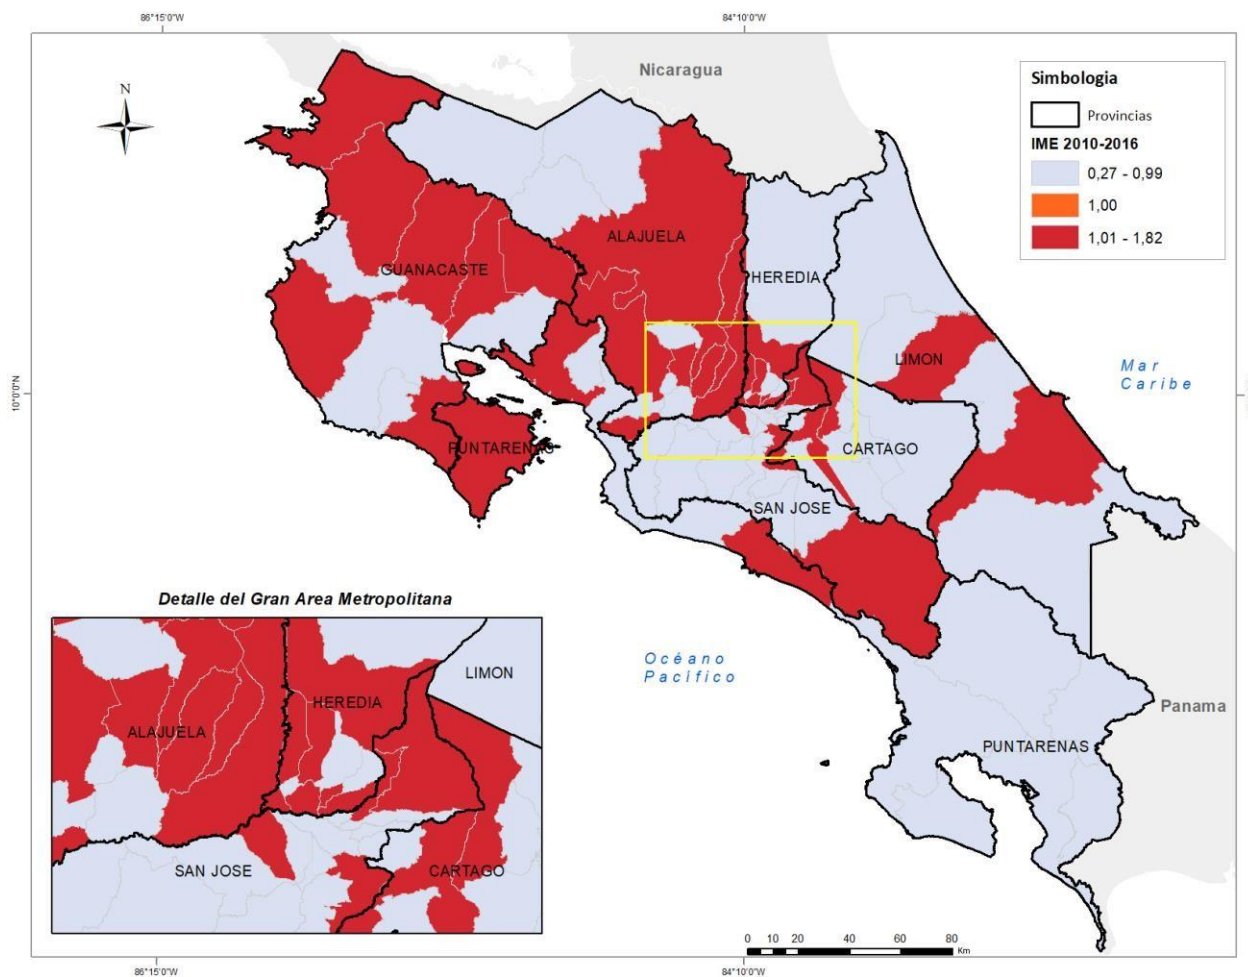 86°15'0"W
84°10'0"W
Nicaragua
N
Simbologia
Provincias
IME 2010-2016
0,27 - 0,99
1,00
1,01 - 1,82
ALAJUELA
GUANACASTE
HEREDIA
LIMON
Mar
Caribe
10°0'0"N
PUNTARENAS
CARTAGO
SAN JOSE
Detalle del Gran Area Metropolitana
Océano
Pacífico
LIMON
HEREDIA
ALAJUELA
Panama
PUNTARENAS
SAN JOSE
CARTAGO
0 10 20 40 60 80
Km
86°15'0"W
84°10'0"W